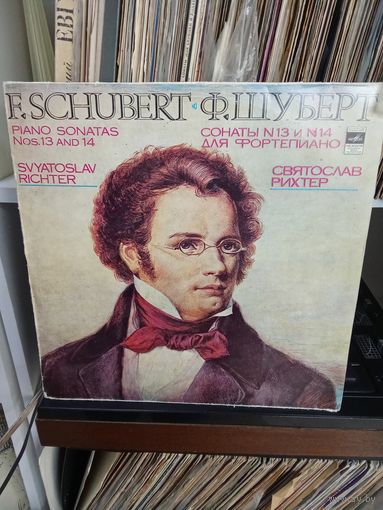 F. SCHUBERT · Ф. ШУБЕРТ
PIANO SONATAS
NOS. 13 AND 14
SVYATOSLAV
RICHTER
СОНАТЫ N 13 И N 14
ДЛЯ ФОРТЕПИАНО
СВЯТОСЛАВ
РИХТЕР